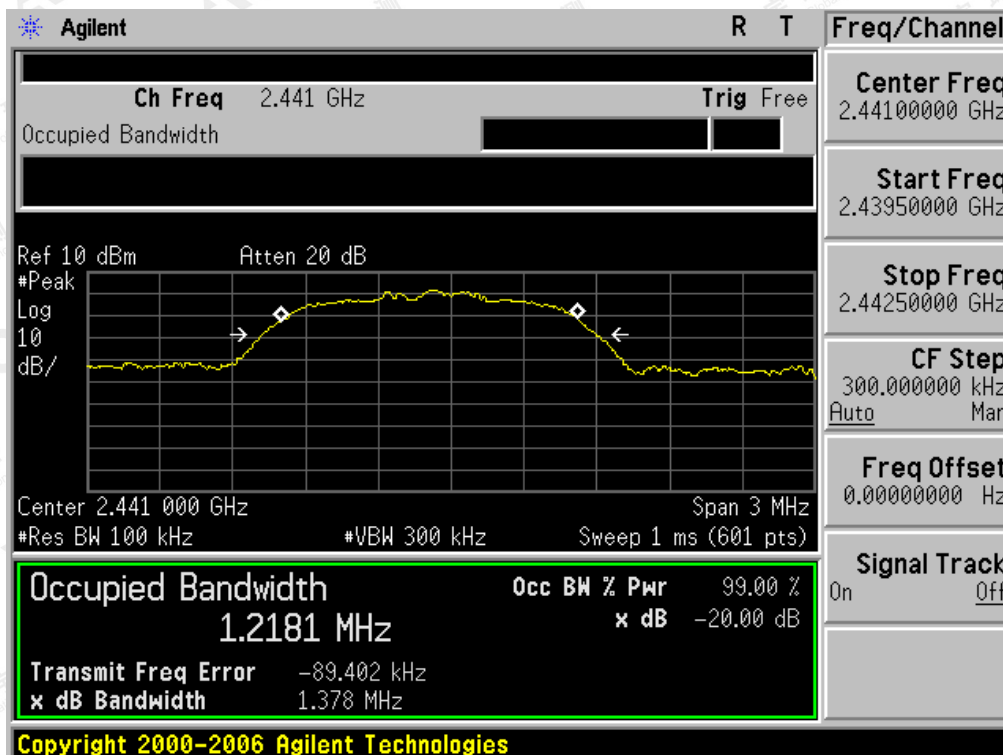 Agilent R T
Freq/Channel
Ch Freq 2.441 GHz Trig Free
Occupied Bandwidth
Center Freq
2.44100000 GHz
Start Freq
2.43950000 GHz
Stop Freq
2.44250000 GHz
CF Step
300.000000 kHz
Auto Man
Freq Offset
0.00000000 Hz
Signal Track
On Off
Ref 10 dBm Atten 20 dB
#Peak
Log
10
dB/
Center 2.441 000 GHz Span 3 MHz
#Res BW 100 kHz #VBW 300 kHz Sweep 1 ms (601 pts)
Occupied Bandwidth
1.2181 MHz
Occ BW % Pwr 99.00 %
x dB -20.00 dB
Transmit Freq Error -89.402 kHz
x dB Bandwidth 1.378 MHz
Copyright 2000-2006 Agilent Technologies